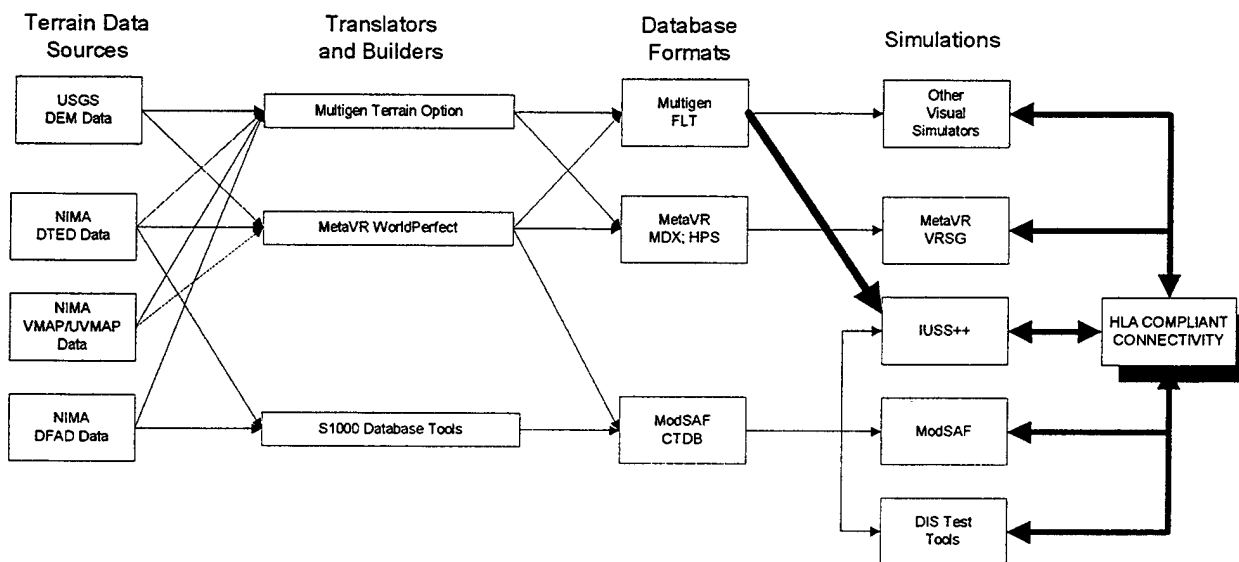 Terrain Data
Sources
Translators
and Builders
Database
Formats
Simulations
USGS
DEM Data
Multigen Terrain Option
Multigen
FLT
Other
Visual
Simulators
NIMA
DTED Data
MetaVR WorldPerfect
MetaVR
MDX; HPS
MetaVR
VRSG
NIMA
VMAP/UVMAP
Data
IUSS++
HLA COMPLIANT
CONNECTIVITY
NIMA
DFAD Data
S1000 Database Tools
ModSAF
CTDB
ModSAF
DIS Test
Tools